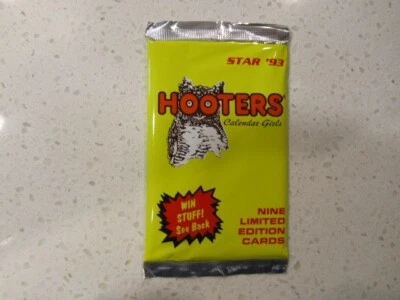 STAR '93
HOOTERS
Calendar Girls
WIN
STUFF!
See Back
NINE
LIMITED
EDITION
CARDS